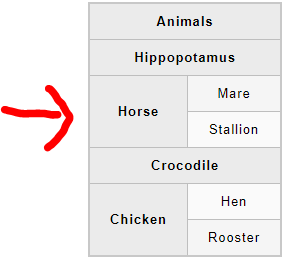 Animals
Hippopotamus
Horse
Mare
Stallion
Crocodile
Chicken
Hen
Rooster